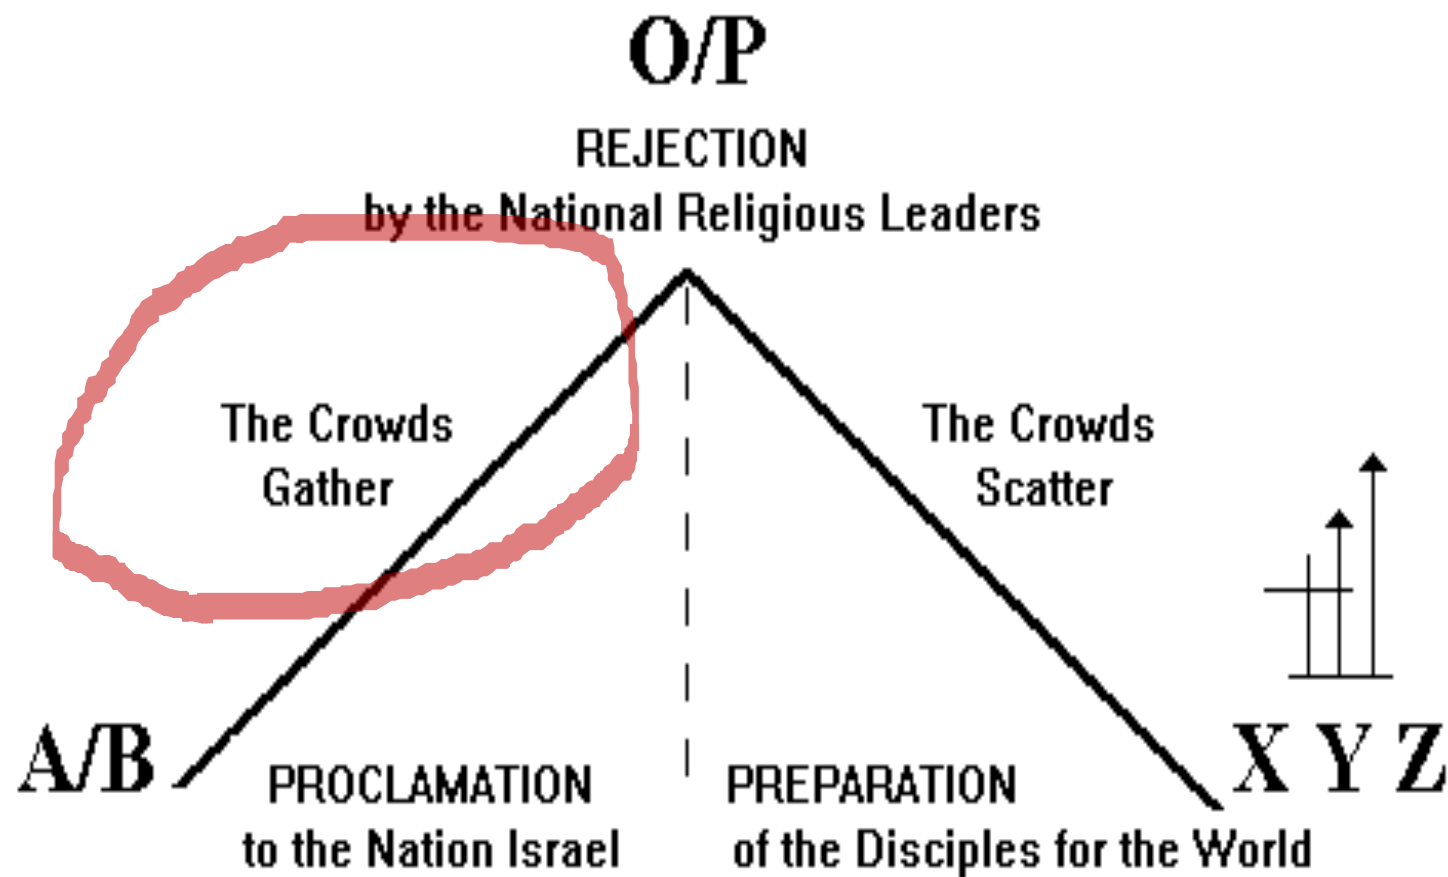 O/P
REJECTION
by the National Religious Leaders
The Crowds
Gather
The Crowds
Scatter
A/B
X Y Z
PROCLAMATION
to the Nation Israel
PREPARATION
of the Disciples for the World